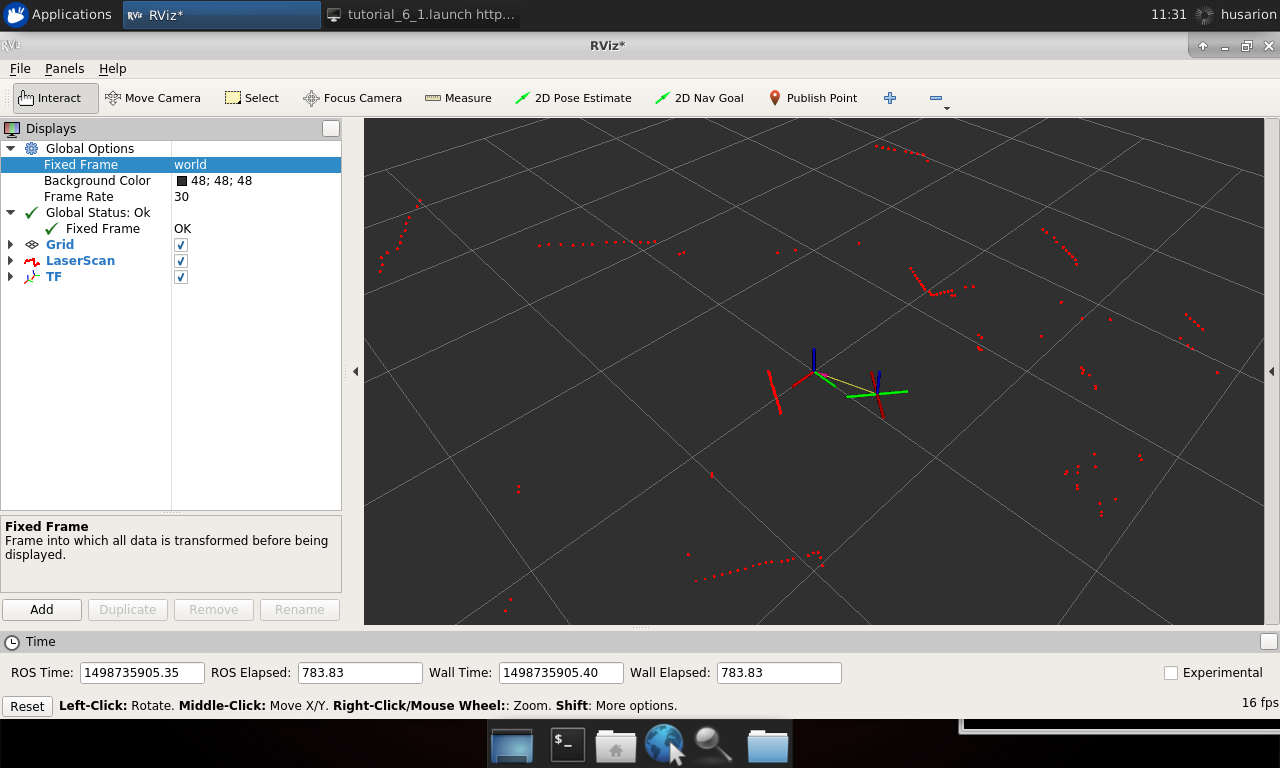 Applications RViz RViz* tutorial_6_1.launch http... 11:31 husarion
RViz RViz*
File Panels Help
Interact Move Camera Select Focus Camera Measure 2D Pose Estimate 2D Nav Goal Publish Point
Displays
Global Options
Fixed Frame world
Background Color 48; 48; 48
Frame Rate 30
Global Status: Ok
Fixed Frame OK
Grid
LaserScan
TF
Fixed Frame
Frame into which all data is transformed before being
displayed.
Add Duplicate Remove Rename
Time
ROS Time: 1498735905.35 ROS Elapsed: 783.83 Wall Time: 1498735905.40 Wall Elapsed: 783.83 Experimental
Reset Left-Click: Rotate. Middle-Click: Move X/Y. Right-Click/Mouse Wheel:: Zoom. Shift: More options. 16 fps
$_